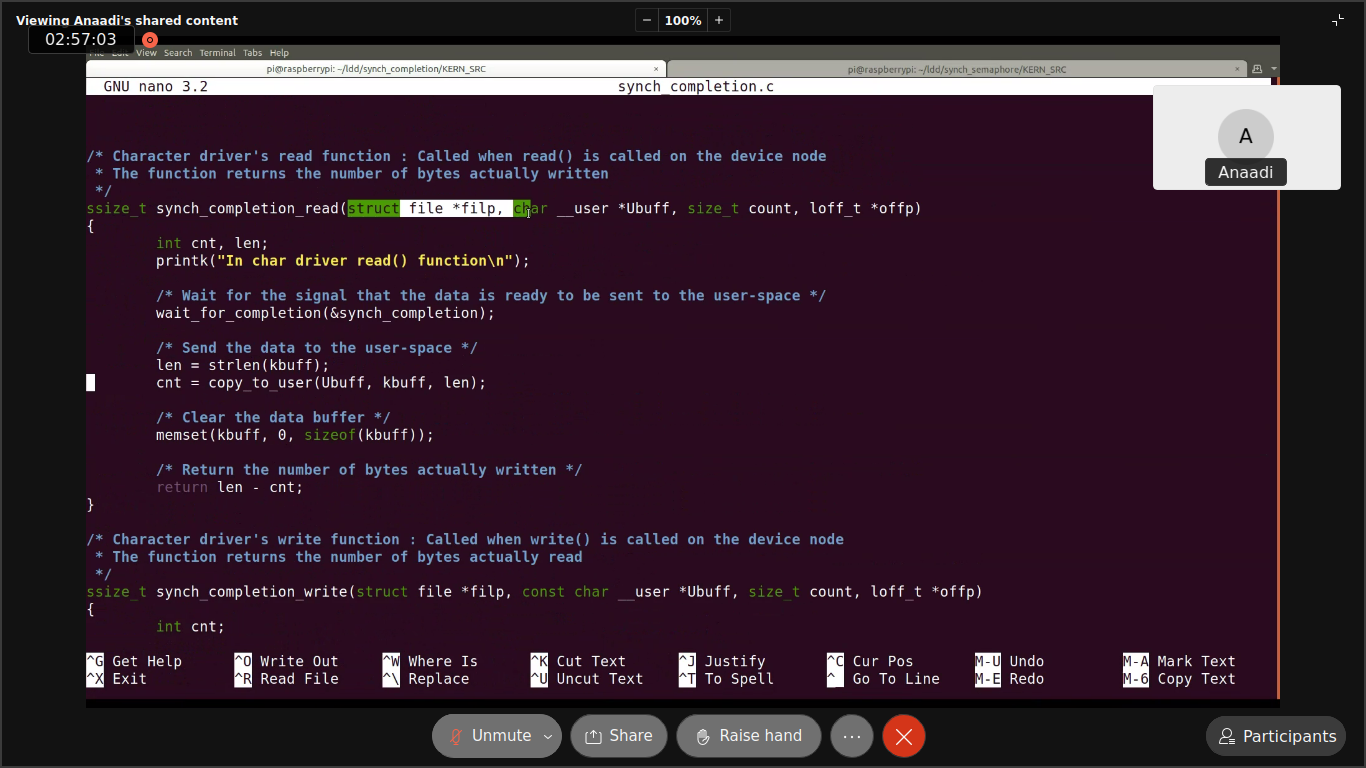 Viewing Anaadi's shared content
− 100% +
02:57:03
File Edit View Search Terminal Tabs Help
pi@raspberrypi: ~/ldd/synch_completion/KERN_SRC × pi@raspberrypi: ~/ldd/synch_semaphore/KERN_SRC ×
GNU nano 3.2 synch_completion.c
A
Anaadi
/* Character driver's read function : Called when read() is called on the device node
* The function returns the number of bytes actually written
*/
ssize_t synch_completion_read(struct file *filp, char __user *Ubuff, size_t count, loff_t *offp)
{
int cnt, len;
printk("In char driver read() function\n");
/* Wait for the signal that the data is ready to be sent to the user-space */
wait_for_completion(&synch_completion);
/* Send the data to the user-space */
len = strlen(kbuff);
cnt = copy_to_user(Ubuff, kbuff, len);
/* Clear the data buffer */
memset(kbuff, 0, sizeof(kbuff));
/* Return the number of bytes actually written */
return len - cnt;
}
/* Character driver's write function : Called when write() is called on the device node
* The function returns the number of bytes actually read
*/
ssize_t synch_completion_write(struct file *filp, const char __user *Ubuff, size_t count, loff_t *offp)
{
int cnt;
^G Get Help ^O Write Out ^W Where Is ^K Cut Text ^J Justify ^C Cur Pos M-U Undo M-A Mark Text
^X Exit ^R Read File ^\ Replace ^U Uncut Text ^T To Spell ^_ Go To Line M-E Redo M-6 Copy Text
Unmute Share Raise hand ... Participants